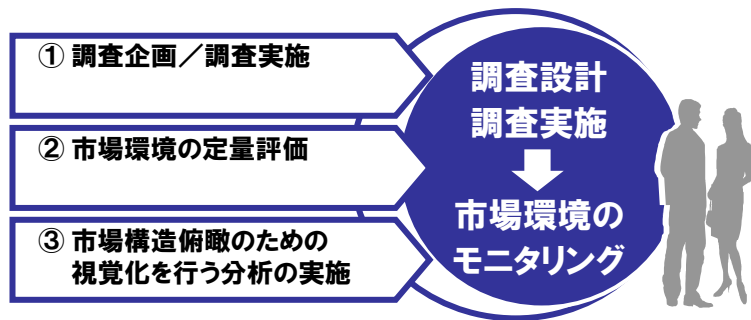 ① 調査企画／調査実施
② 市場環境の定量評価
③ 市場構造俯瞰のための
視覚化を行う分析の実施
調査設計
調査実施
市場環境の
モニタリング